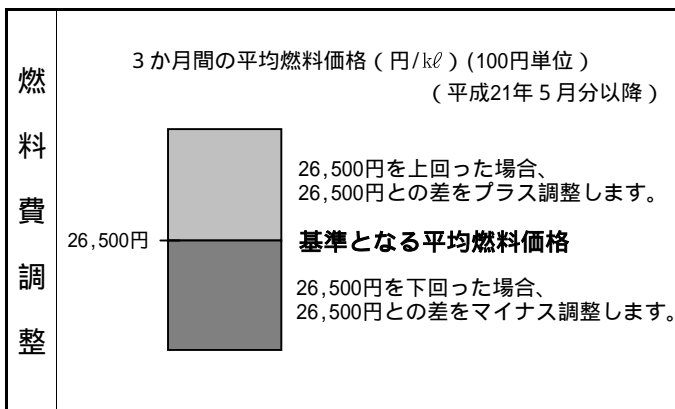 燃料費調整
3か月間の平均燃料価格(円/kℓ)(100円単位)
(平成21年5月分以降)
26,500円を上回った場合、
26,500円との差をプラス調整します。
26,500円
基準となる平均燃料価格
26,500円を下回った場合、
26,500円との差をマイナス調整します。